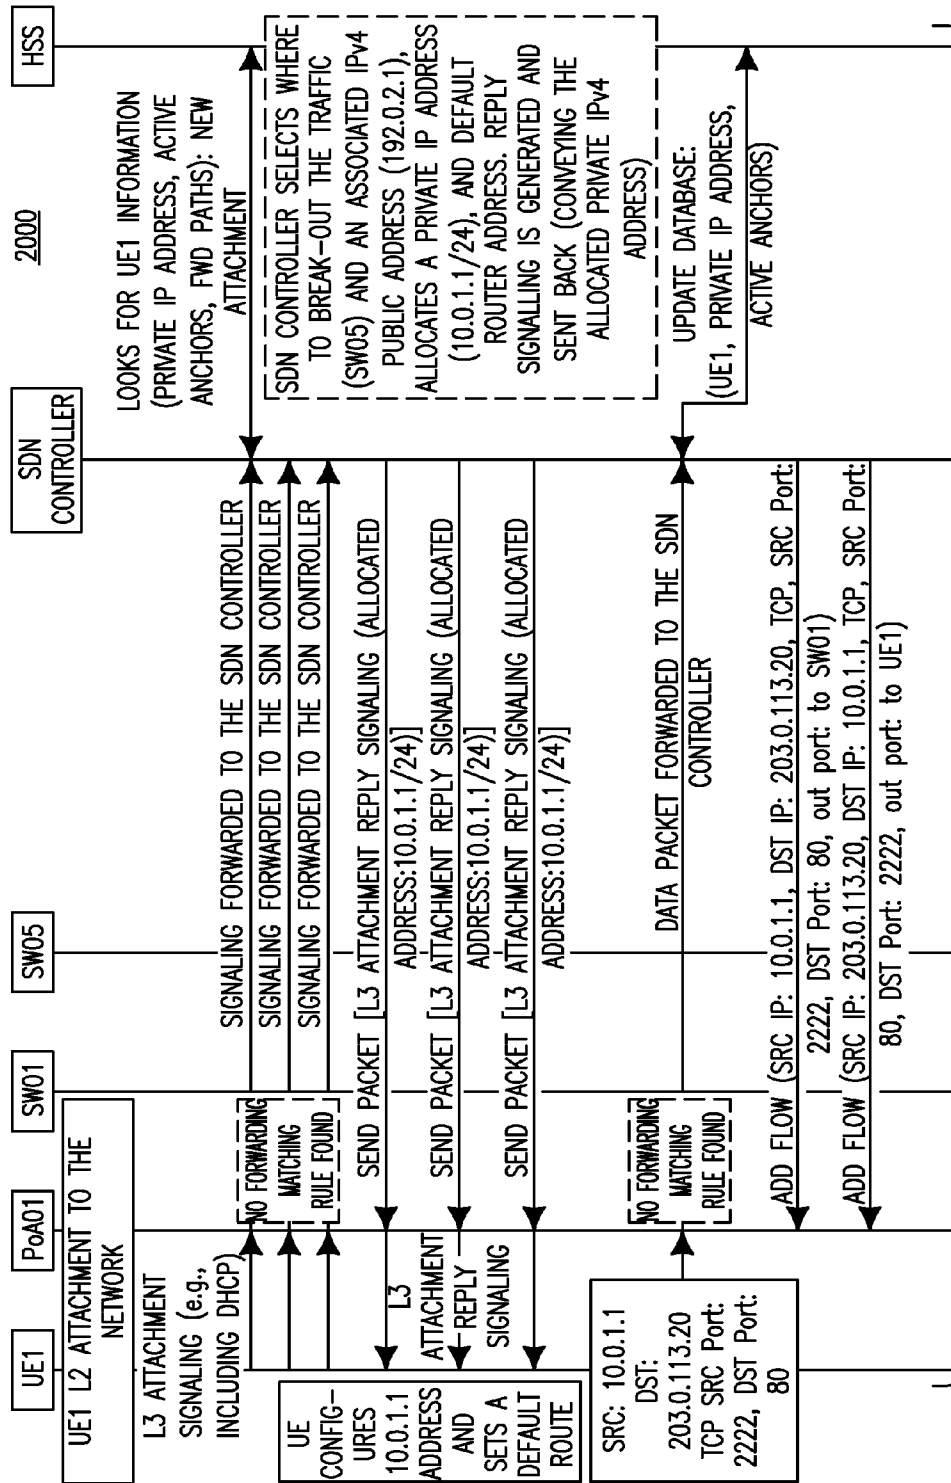 2000
UE1
PoA01
SW01
SW05
SDN
CONTROLLER
HSS
UE1 L2 ATTACHMENT TO THE
NETWORK
L3 ATTACHMENT
SIGNALING (e.g.,
INCLUDING DHCP)
NO FORWARDING
MATCHING
RULE FOUND
SIGNALING FORWARDED TO THE SDN CONTROLLER
SIGNALING FORWARDED TO THE SDN CONTROLLER
SIGNALING FORWARDED TO THE SDN CONTROLLER
LOOKS FOR UE1 INFORMATION
(PRIVATE IP ADDRESS, ACTIVE
ANCHORS, FWD PATHS): NEW
ATTACHMENT
SDN CONTROLLER SELECTS WHERE
TO BREAK-OUT THE TRAFFIC
(SW05) AND AN ASSOCIATED IPv4
PUBLIC ADDRESS (192.0.2.1),
ALLOCATES A PRIVATE IP ADDRESS
(10.0.1.1/24), AND DEFAULT
ROUTER ADDRESS. REPLY
SIGNALLING IS GENERATED AND
SENT BACK (CONVEYING THE
ALLOCATED PRIVATE IPv4
ADDRESS)
SEND PACKET [L3 ATTACHMENT REPLY SIGNALING (ALLOCATED
ADDRESS:10.0.1.1/24)]
SEND PACKET [L3 ATTACHMENT REPLY SIGNALING (ALLOCATED
ADDRESS:10.0.1.1/24)]
SEND PACKET [L3 ATTACHMENT REPLY SIGNALING (ALLOCATED
ADDRESS:10.0.1.1/24)]
L3
ATTACHMENT
REPLY
SIGNALING
UE
CONFIG-
URES
10.0.1.1
ADDRESS
AND
SETS A
DEFAULT
ROUTE
SRC: 10.0.1.1
DST:
203.0.113.20
TCP SRC Port:
2222, DST Port:
80
NO FORWARDING
MATCHING
RULE FOUND
DATA PACKET FORWARDED TO THE SDN
CONTROLLER
UPDATE DATABASE:
(UE1, PRIVATE IP ADDRESS,
ACTIVE ANCHORS)
ADD FLOW (SRC IP: 10.0.1.1, DST IP: 203.0.113.20, TCP, SRC Port:
2222, DST Port: 80, out port: to SW01)
ADD FLOW (SRC IP: 203.0.113.20, DST IP: 10.0.1.1, TCP, SRC Port:
80, DST Port: 2222, out port: to UE1)